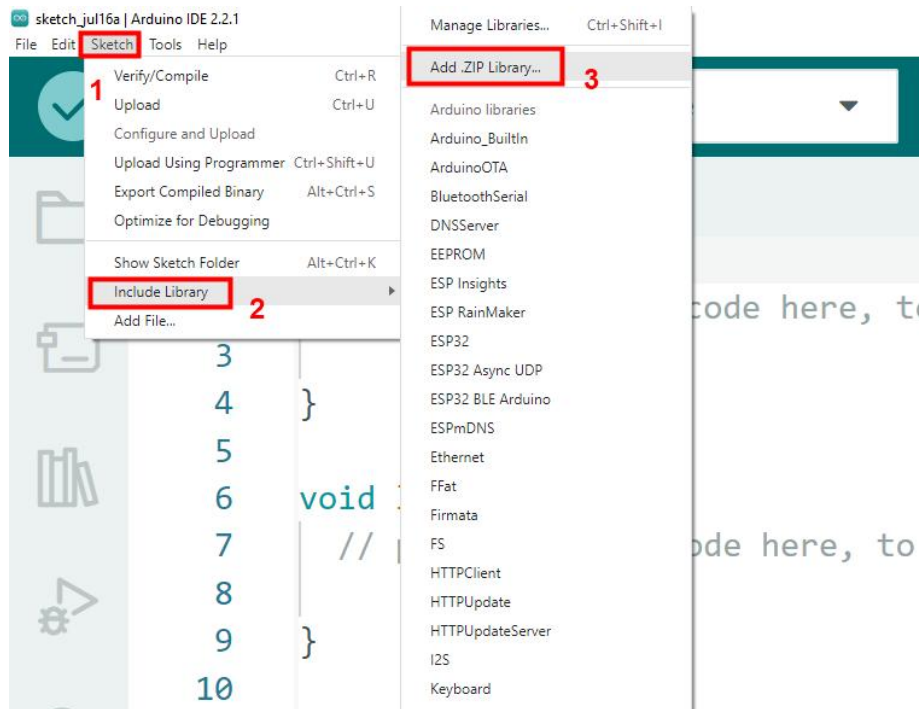 sketch_jul16a | Arduino IDE 2.2.1
File Edit Sketch Tools Help
1
Verify/Compile Ctrl+R
Upload Ctrl+U
Configure and Upload
Upload Using Programmer Ctrl+Shift+U
Export Compiled Binary Alt+Ctrl+S
Optimize for Debugging
Show Sketch Folder Alt+Ctrl+K
Include Library
2
Add File...
Manage Libraries... Ctrl+Shift+I
Add .ZIP Library...
3
Arduino libraries
Arduino_BuiltIn
ArduinoOTA
BluetoothSerial
DNSServer
EEPROM
ESP Insights
ESP RainMaker
ESP32
ESP32 Async UDP
ESP32 BLE Arduino
ESPmDNS
Ethernet
FFat
Firmata
FS
HTTPClient
HTTPUpdate
HTTPUpdateServer
I2S
Keyboard
code here,
3
4 }
5
6 void
7 // here, to
8
9 }
10